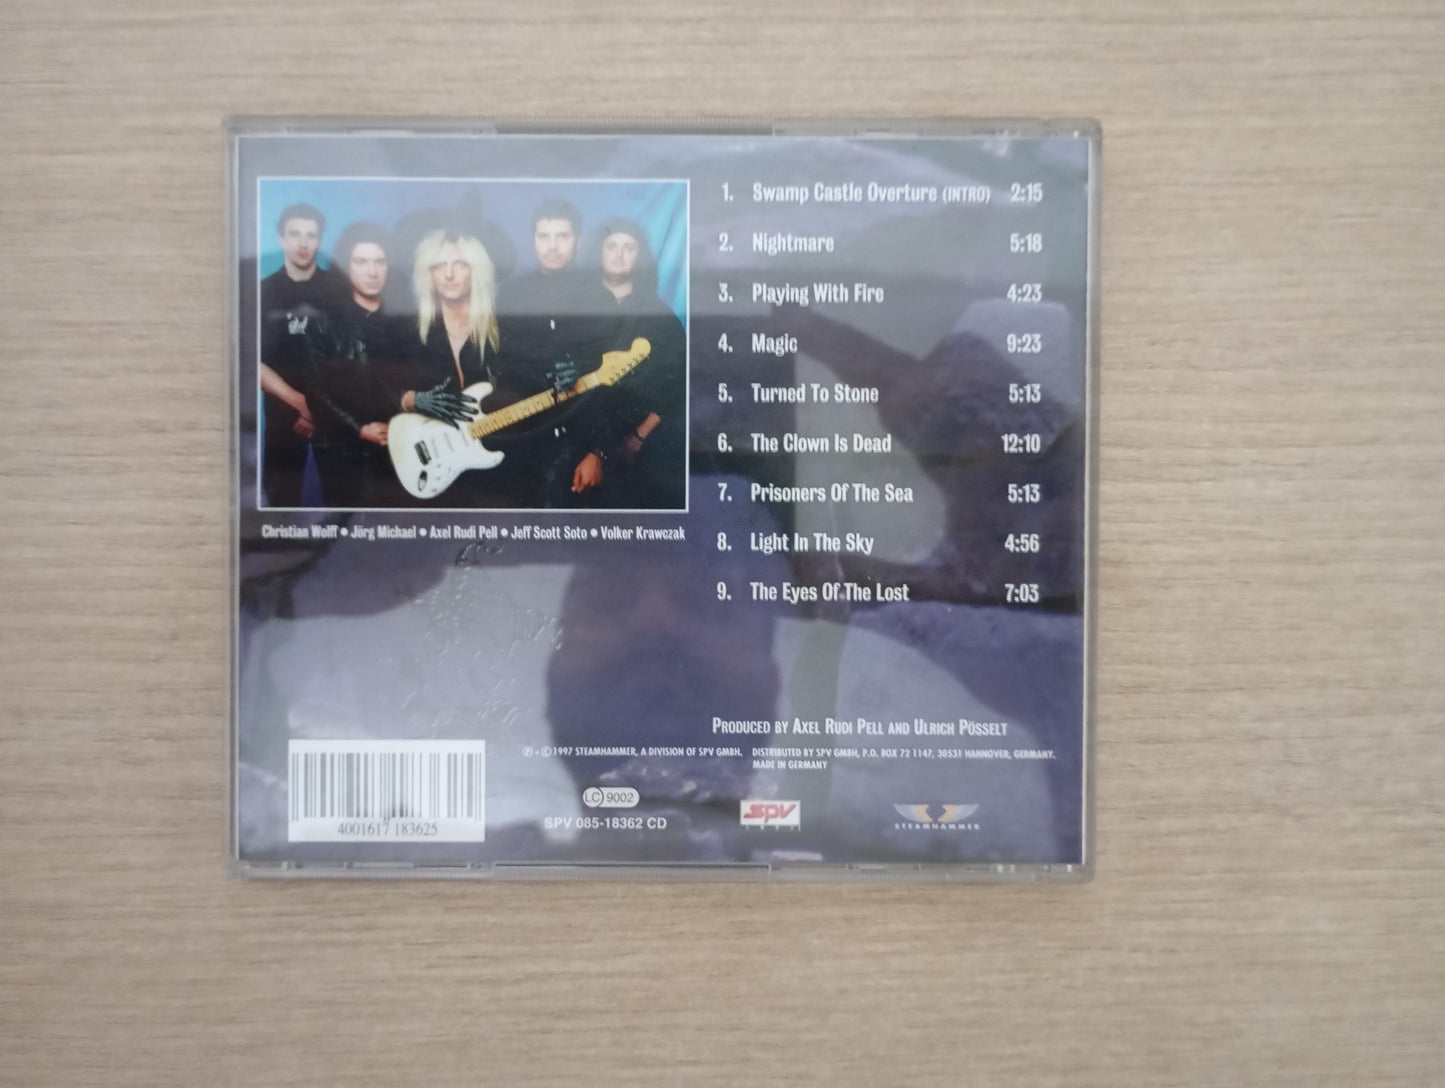 1. Swamp Castle Overture (INTRO) 2:15
2. Nightmare 5:18
3. Playing With Fire 4:23
4. Magic 9:23
5. Turned To Stone 5:13
6. The Clown Is Dead 12:10
7. Prisoners Of The Sea 5:13
8. Light In The Sky 4:56
9. The Eyes Of The Lost 7:03
Christian Wolff • Jörg Michael • Axel Rudi Pell • Jeff Scott Soto • Volker Krawczak
PRODUCED BY AXEL RUDI PELL AND ULRICH PÖSSELT
℗ + © 1997 STEAMHAMMER, A DIVISION OF SPV GMBH. DISTRIBUTED BY SPV GMBH, P.O. BOX 72 1147, 30531 HANNOVER, GERMANY.
MADE IN GERMANY
LC 9002
SPV 085-18362 CD
spv
STEAMHAMMER
4001617 183625